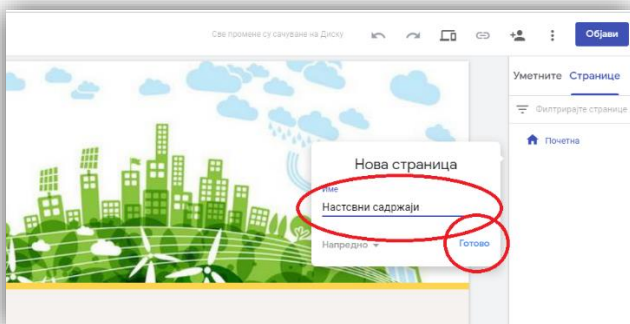 Све промене су сачуване на Диску
Објави
Уметните Странице
Филтрирајте странице
Почетна
Нова страница
Име
Настсвни садржаји
Напредно
Готово